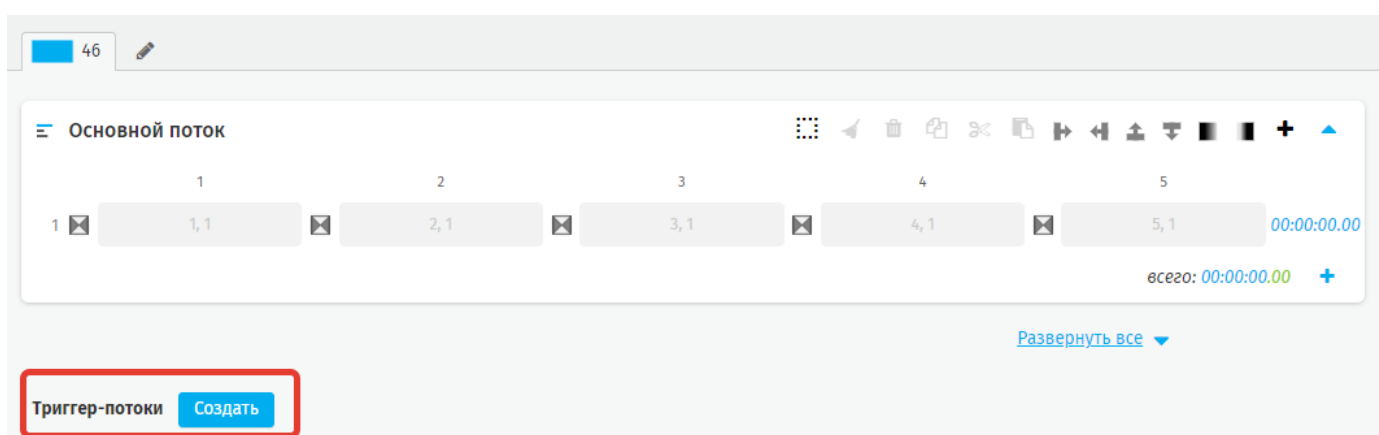 46
Основной поток
1 2 3 4 5
1 1, 1 2, 1 3, 1 4, 1 5, 1 00:00:00.00
всего: 00:00:00.00
Развернуть все
Триггер-потоки Создать